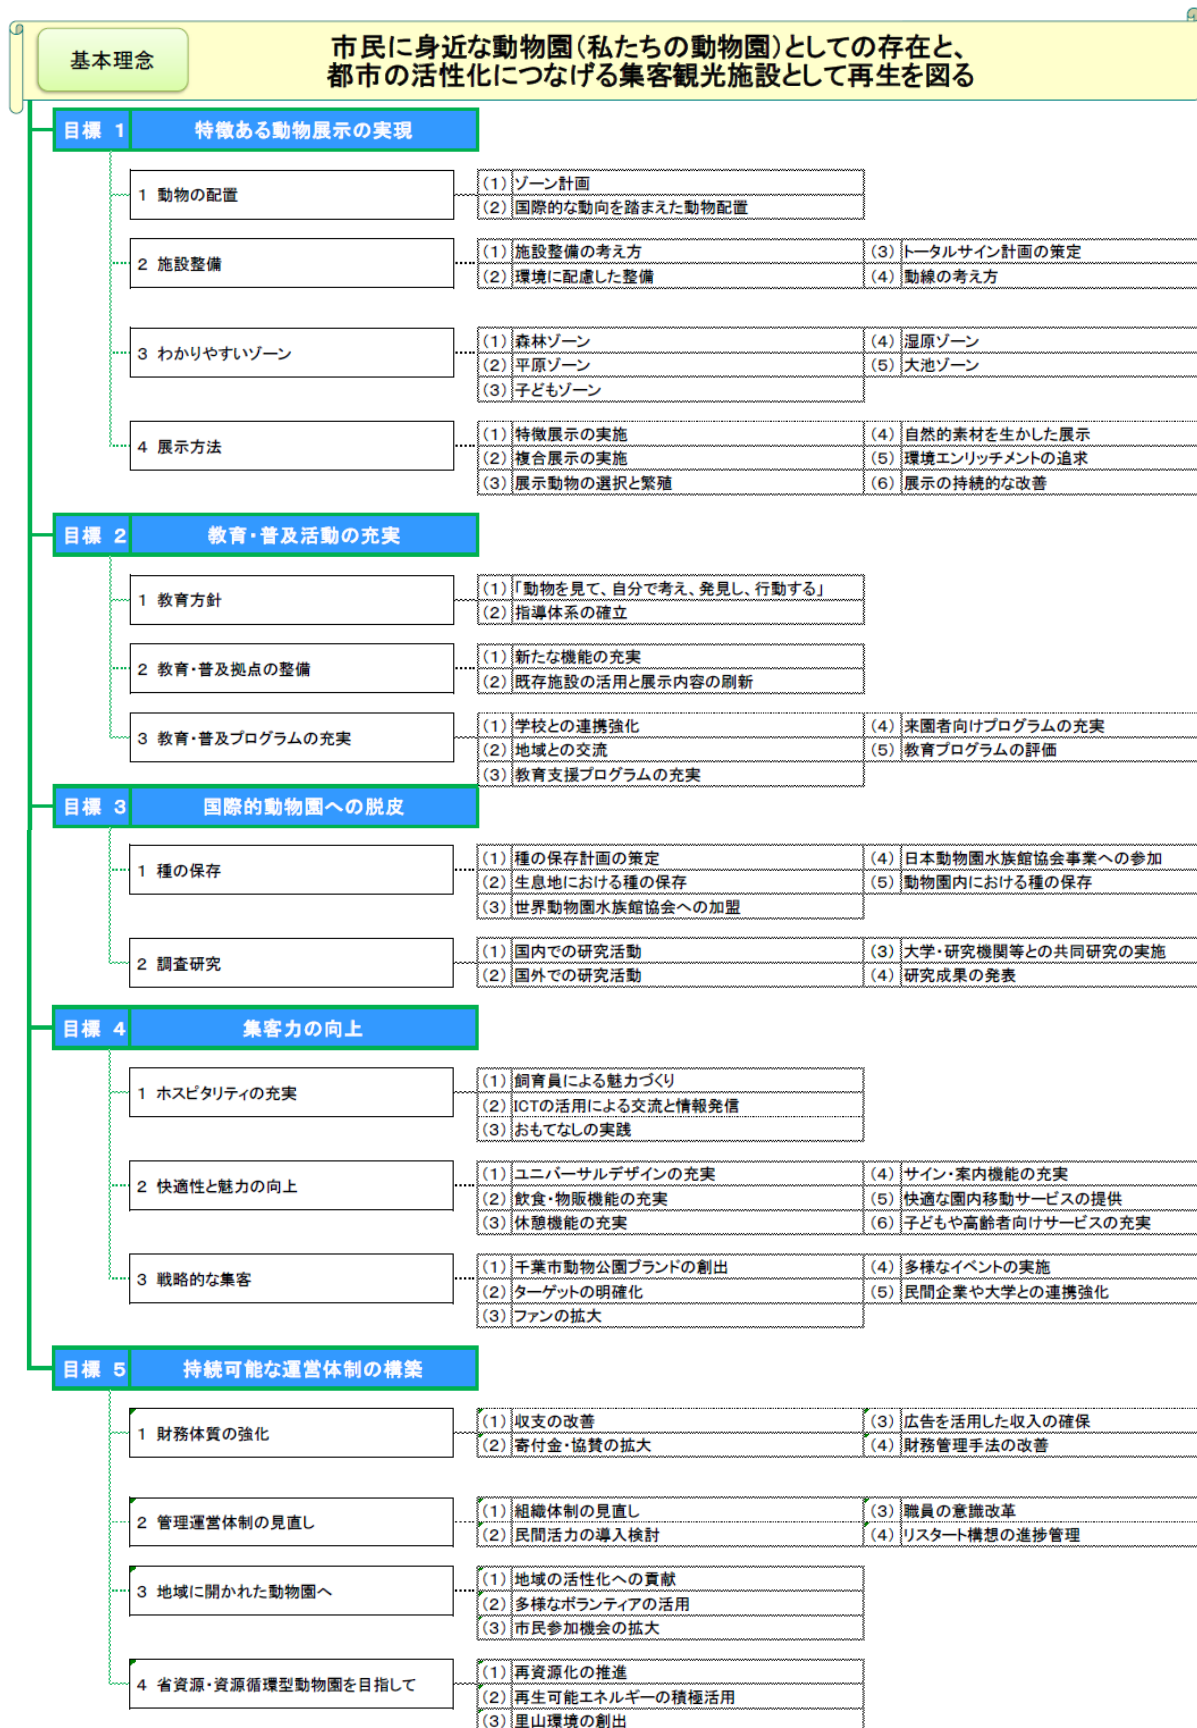 基本理念
市民に身近な動物園(私たちの動物園)としての存在と、
都市の活性化につなげる集客観光施設として再生を図る
目標 1 特徴ある動物展示の実現
1 動物の配置
(1) ゾーン計画
(2) 国際的な動向を踏まえた動物配置
2 施設整備
(1) 施設整備の考え方
(2) 環境に配慮した整備
(3) トータルサイン計画の策定
(4) 動線の考え方
3 わかりやすいゾーン
(1) 森林ゾーン
(2) 平原ゾーン
(3) 子どもゾーン
(4) 湿原ゾーン
(5) 大池ゾーン
4 展示方法
(1) 特徴展示の実施
(2) 複合展示の実施
(3) 展示動物の選択と繁殖
(4) 自然的素材を生かした展示
(5) 環境エンリッチメントの追求
(6) 展示の持続的な改善
目標 2 教育・普及活動の充実
1 教育方針
(1) 「動物を見て、自分で考え、発見し、行動する」
(2) 指導体系の確立
2 教育・普及拠点の整備
(1) 新たな機能の充実
(2) 既存施設の活用と展示内容の刷新
3 教育・普及プログラムの充実
(1) 学校との連携強化
(2) 地域との交流
(3) 教育支援プログラムの充実
(4) 来園者向けプログラムの充実
(5) 教育プログラムの評価
目標 3 国際的動物園への脱皮
1 種の保存
(1) 種の保存計画の策定
(2) 生息地における種の保存
(3) 世界動物園水族館協会への加盟
(4) 日本動物園水族館協会事業への参加
(5) 動物園内における種の保存
2 調査研究
(1) 国内での研究活動
(2) 国外での研究活動
(3) 大学・研究機関等との共同研究の実施
(4) 研究成果の発表
目標 4 集客力の向上
1 ホスピタリティの充実
(1) 飼育員による魅力づくり
(2) ICTの活用による交流と情報発信
(3) おもてなしの実践
2 快適性と魅力の向上
(1) ユニバーサルデザインの充実
(2) 飲食・物販機能の充実
(3) 休憩機能の充実
(4) サイン・案内機能の充実
(5) 快適な園内移動サービスの提供
(6) 子どもや高齢者向けサービスの充実
3 戦略的な集客
(1) 千葉市動物公園ブランドの創出
(2) ターゲットの明確化
(3) ファンの拡大
(4) 多様なイベントの実施
(5) 民間企業や大学との連携強化
目標 5 持続可能な運営体制の構築
1 財務体質の強化
(1) 収支の改善
(2) 寄付金・協賛の拡大
(3) 広告を活用した収入の確保
(4) 財務管理手法の改善
2 管理運営体制の見直し
(1) 組織体制の見直し
(2) 民間活力の導入検討
(3) 職員の意識改革
(4) リスタート構想の進捗管理
3 地域に開かれた動物園へ
(1) 地域の活性化への貢献
(2) 多様なボランティアの活用
(3) 市民参加機会の拡大
4 省資源・資源循環型動物園を目指して
(1) 再資源化の推進
(2) 再生可能エネルギーの積極活用
(3) 里山環境の創出